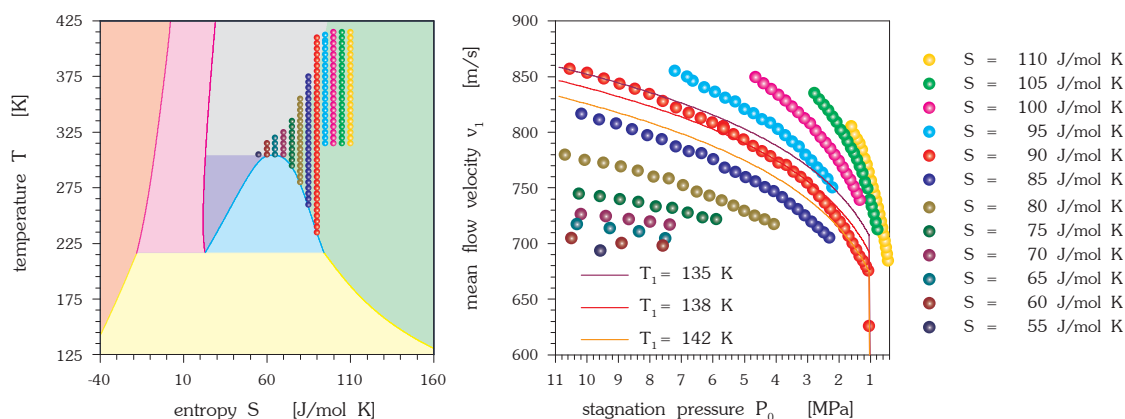 temperature T [K]
425
375
325
275
225
175
125
-40 10 60 110 160
entropy S [J/mol K]
mean flow velocity v1 [m/s]
900
850
800
750
700
650
600
T1 = 135 K
T1 = 138 K
T1 = 142 K
11 10 9 8 7 6 5 4 3 2 1
stagnation pressure P0 [MPa]
S = 110 J/mol K
S = 105 J/mol K
S = 100 J/mol K
S = 95 J/mol K
S = 90 J/mol K
S = 85 J/mol K
S = 80 J/mol K
S = 75 J/mol K
S = 70 J/mol K
S = 65 J/mol K
S = 60 J/mol K
S = 55 J/mol K